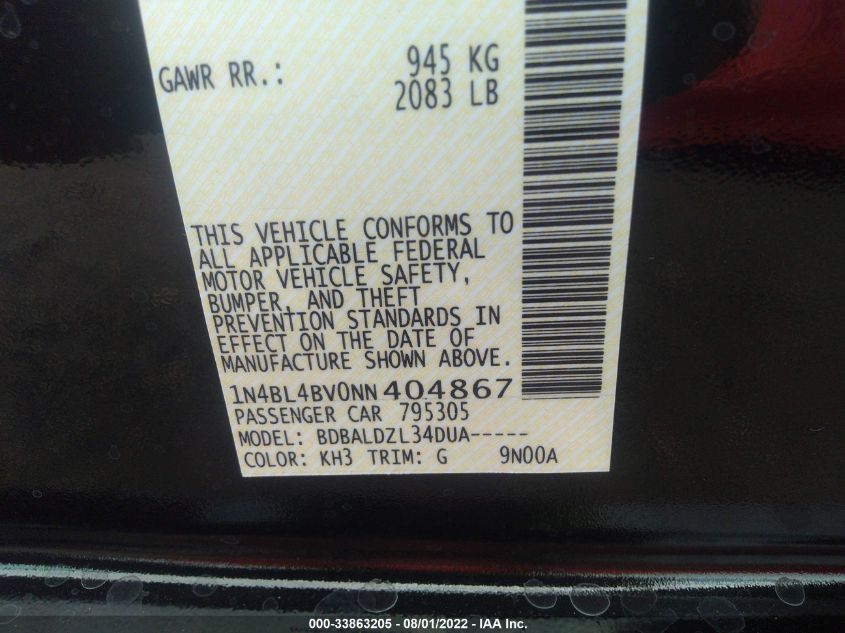 GAWR RR.: 945 KG
2083 LB
THIS VEHICLE CONFORMS TO
ALL APPLICABLE FEDERAL
MOTOR VEHICLE SAFETY,
BUMPER, AND THEFT
PREVENTION STANDARDS IN
EFFECT ON THE DATE OF
MANUFACTURE SHOWN ABOVE.
1N4BL4BV0NN404867
PASSENGER CAR 795305
MODEL: BDBALDZL34DUA-----
COLOR: KH3 TRIM: G 9N00A
000-33863205 - 08/01/2022 - IAA Inc.